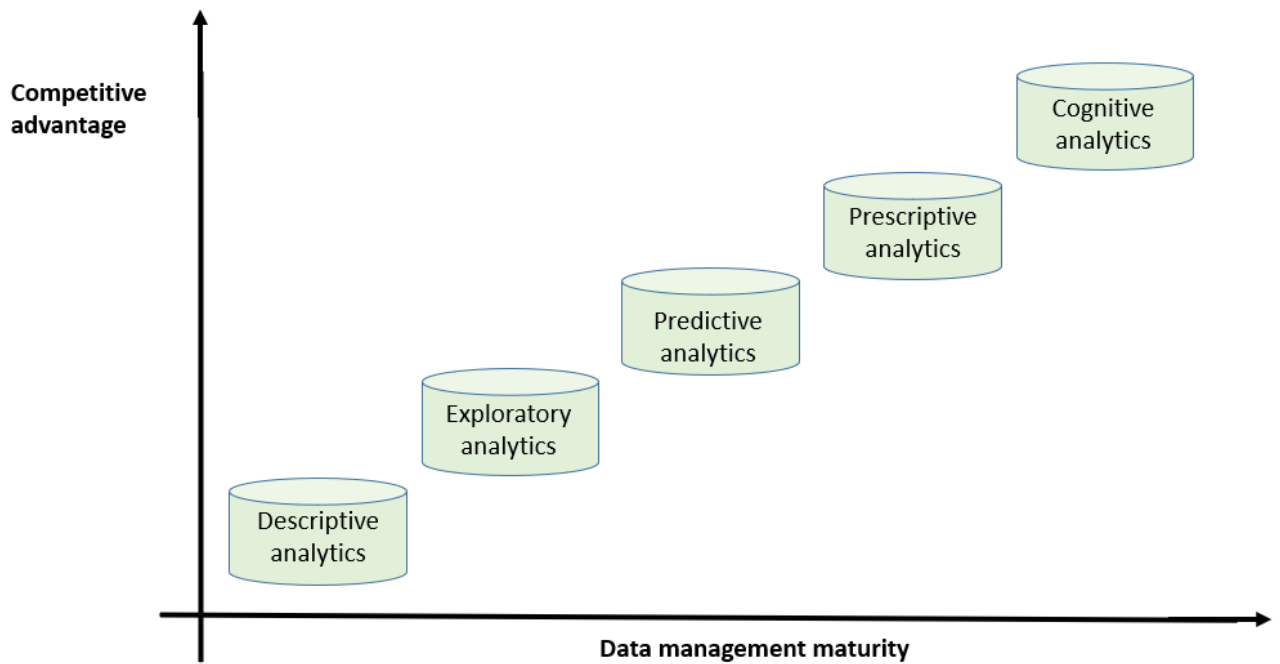 Competitive
advantage
Cognitive
analytics
Prescriptive
analytics
Predictive
analytics
Exploratory
analytics
Descriptive
analytics
Data management maturity